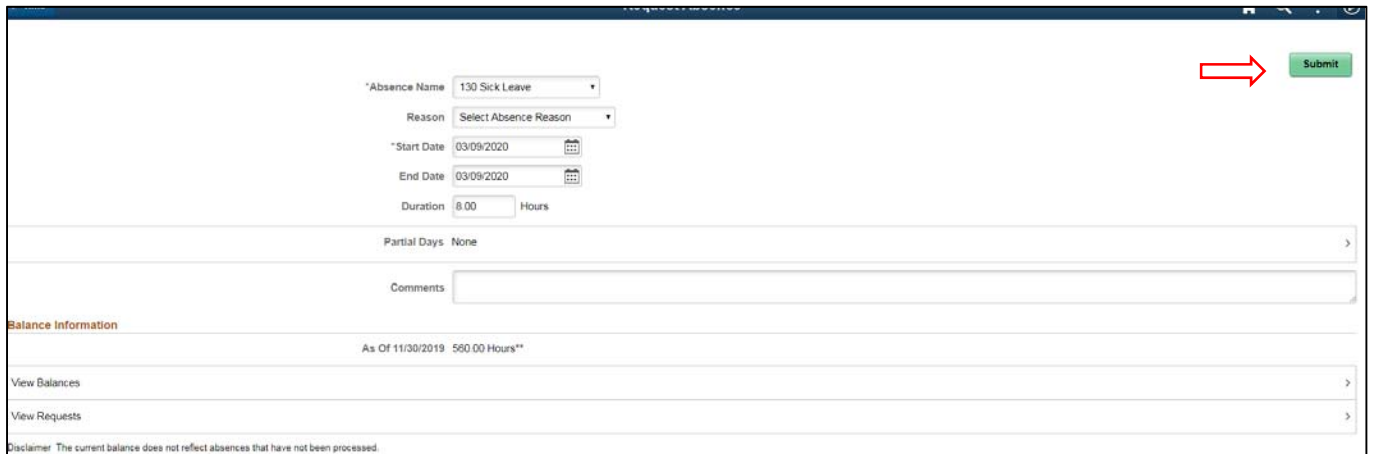 Request Absence
Submit
*Absence Name 130 Sick Leave
Reason Select Absence Reason
*Start Date 03/09/2020
End Date 03/09/2020
Duration 8.00 Hours
Partial Days None
Comments
Balance Information
As Of 11/30/2019 560.00 Hours**
View Balances
View Requests
Disclaimer The current balance does not reflect absences that have not been processed.